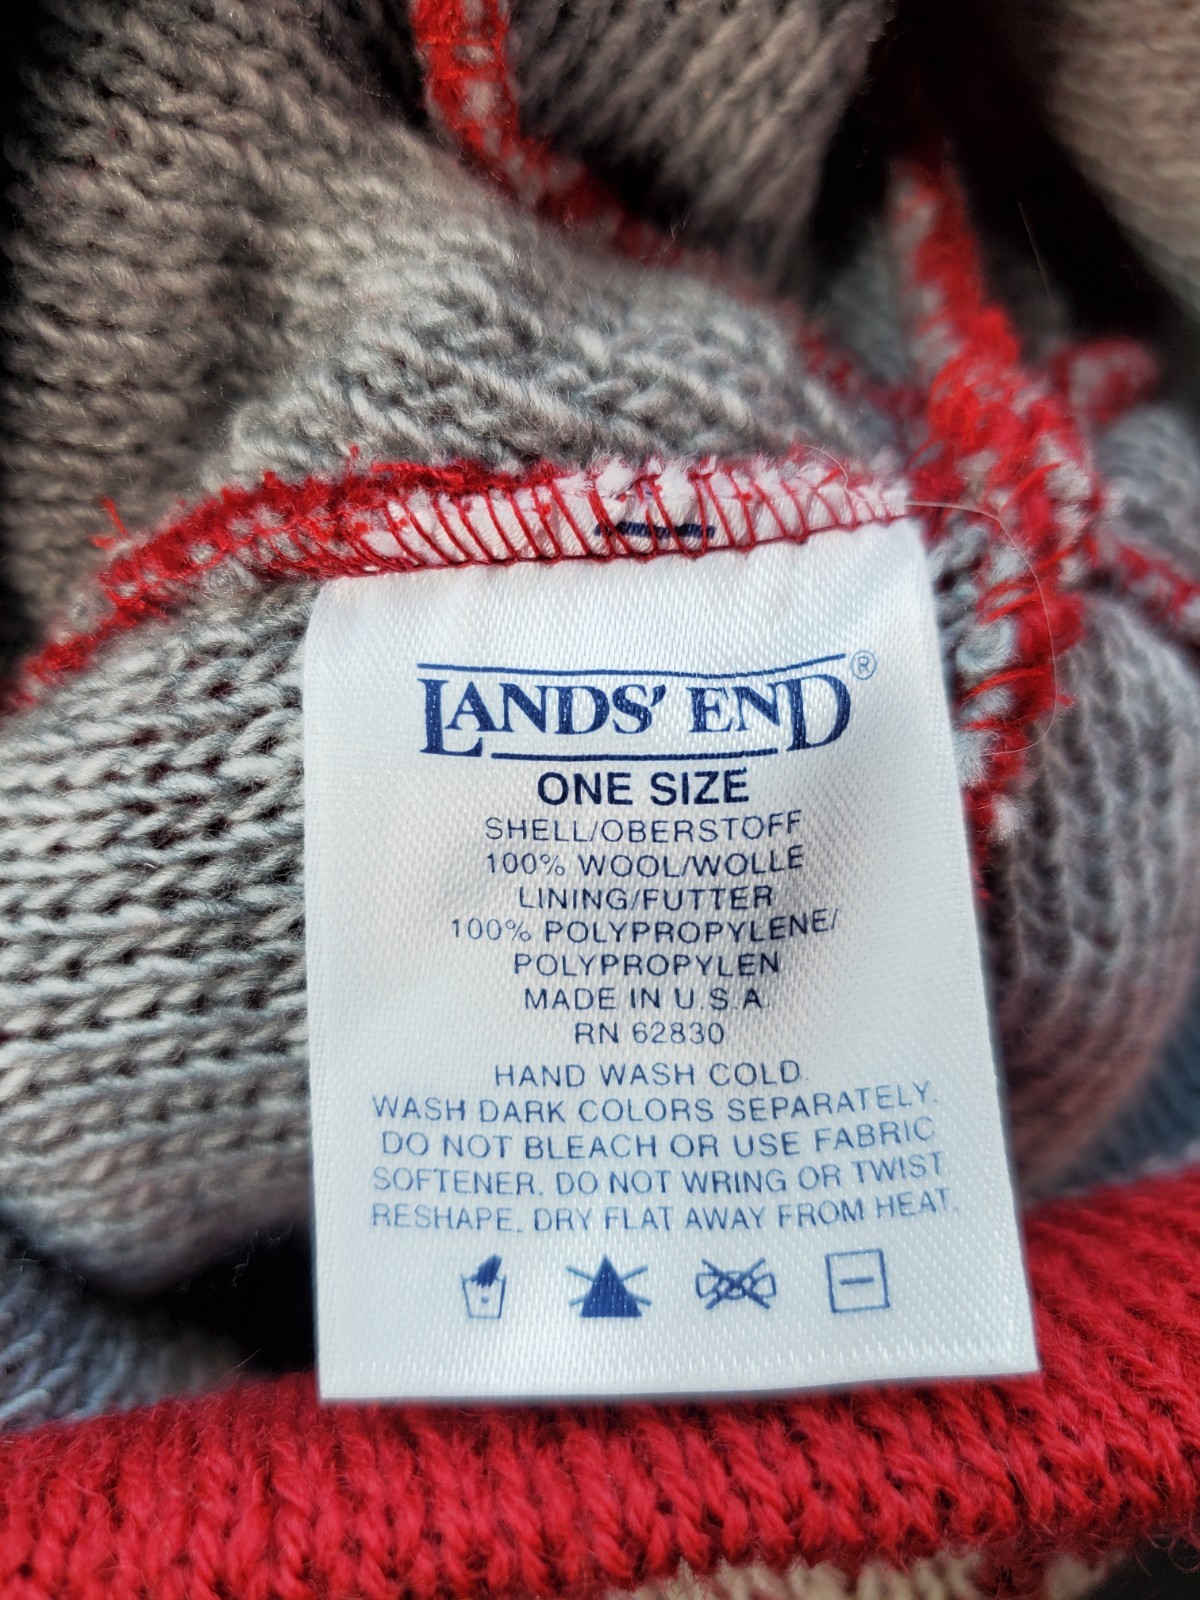 LANDS' END®
ONE SIZE
SHELL/OBERSTOFF
100% WOOL/WOLLE
LINING/FUTTER
100% POLYPROPYLENE/
POLYPROPYLEN
MADE IN U.S.A.
RN 62830
HAND WASH COLD.
WASH DARK COLORS SEPARATELY.
DO NOT BLEACH OR USE FABRIC
SOFTENER. DO NOT WRING OR TWIST
RESHAPE. DRY FLAT AWAY FROM HEAT.